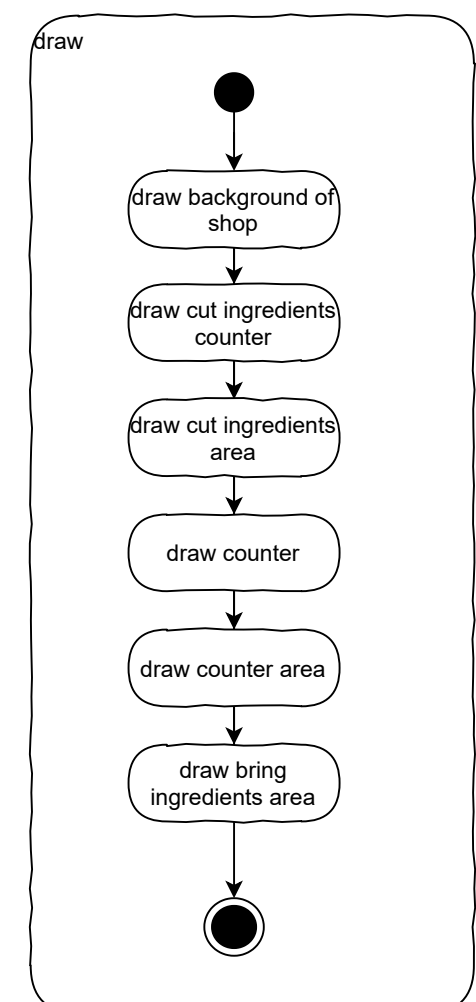 draw
draw background of
shop
draw cut ingredients
counter
draw cut ingredients
area
draw counter
draw counter area
draw bring
ingredients area